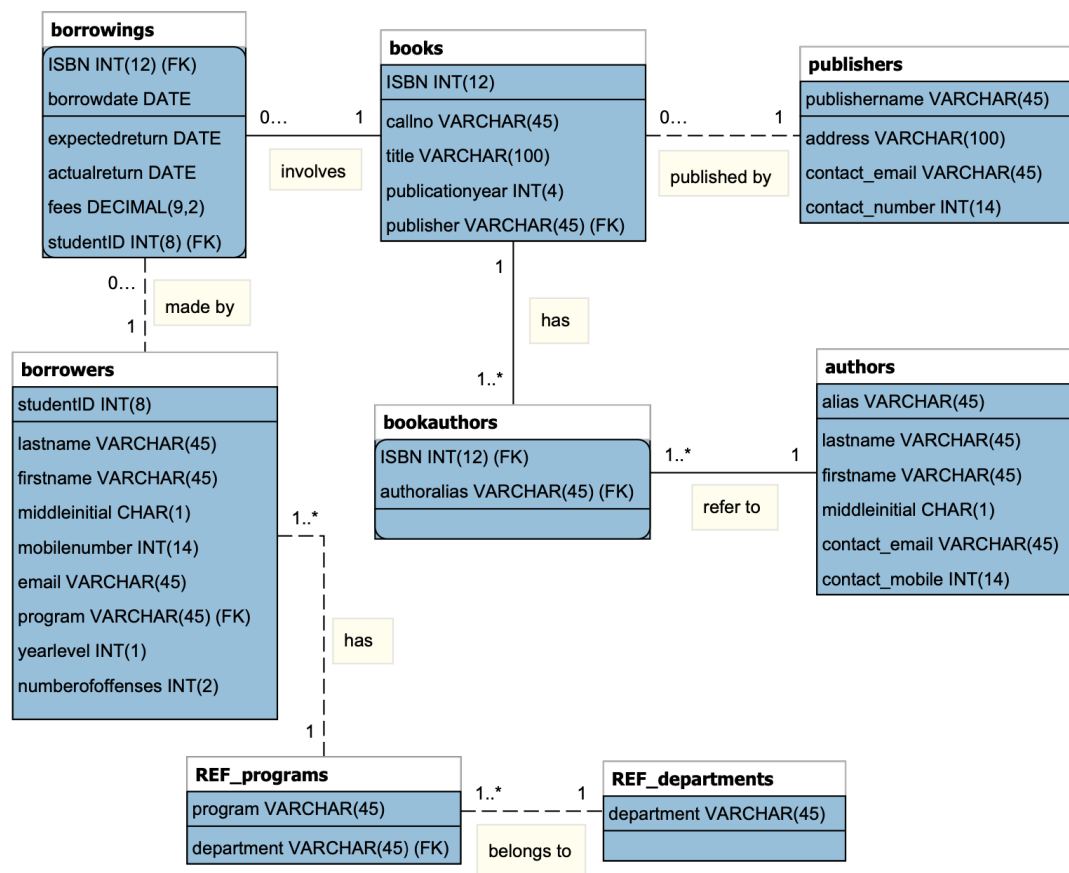 borrowings
ISBN INT(12) (FK)
borrowdate DATE
expectedreturn DATE
actualreturn DATE
fees DECIMAL(9,2)
studentID INT(8) (FK)
0...
1
involves
books
ISBN INT(12)
callno VARCHAR(45)
title VARCHAR(100)
publicationyear INT(4)
publisher VARCHAR(45) (FK)
0...
1
published by
publishers
publishername VARCHAR(45)
address VARCHAR(100)
contact_email VARCHAR(45)
contact_number INT(14)
0...
made by
1
1
has
1..*
borrowers
studentID INT(8)
lastname VARCHAR(45)
firstname VARCHAR(45)
middleinitial CHAR(1)
mobilenumber INT(14)
email VARCHAR(45)
program VARCHAR(45) (FK)
yearlevel INT(1)
numberofoffenses INT(2)
bookauthors
ISBN INT(12) (FK)
authoralias VARCHAR(45) (FK)
1..*
1
refer to
authors
alias VARCHAR(45)
lastname VARCHAR(45)
firstname VARCHAR(45)
middleinitial CHAR(1)
contact_email VARCHAR(45)
contact_mobile INT(14)
1..*
has
1
REF_programs
program VARCHAR(45)
department VARCHAR(45) (FK)
1..*
1
belongs to
REF_departments
department VARCHAR(45)